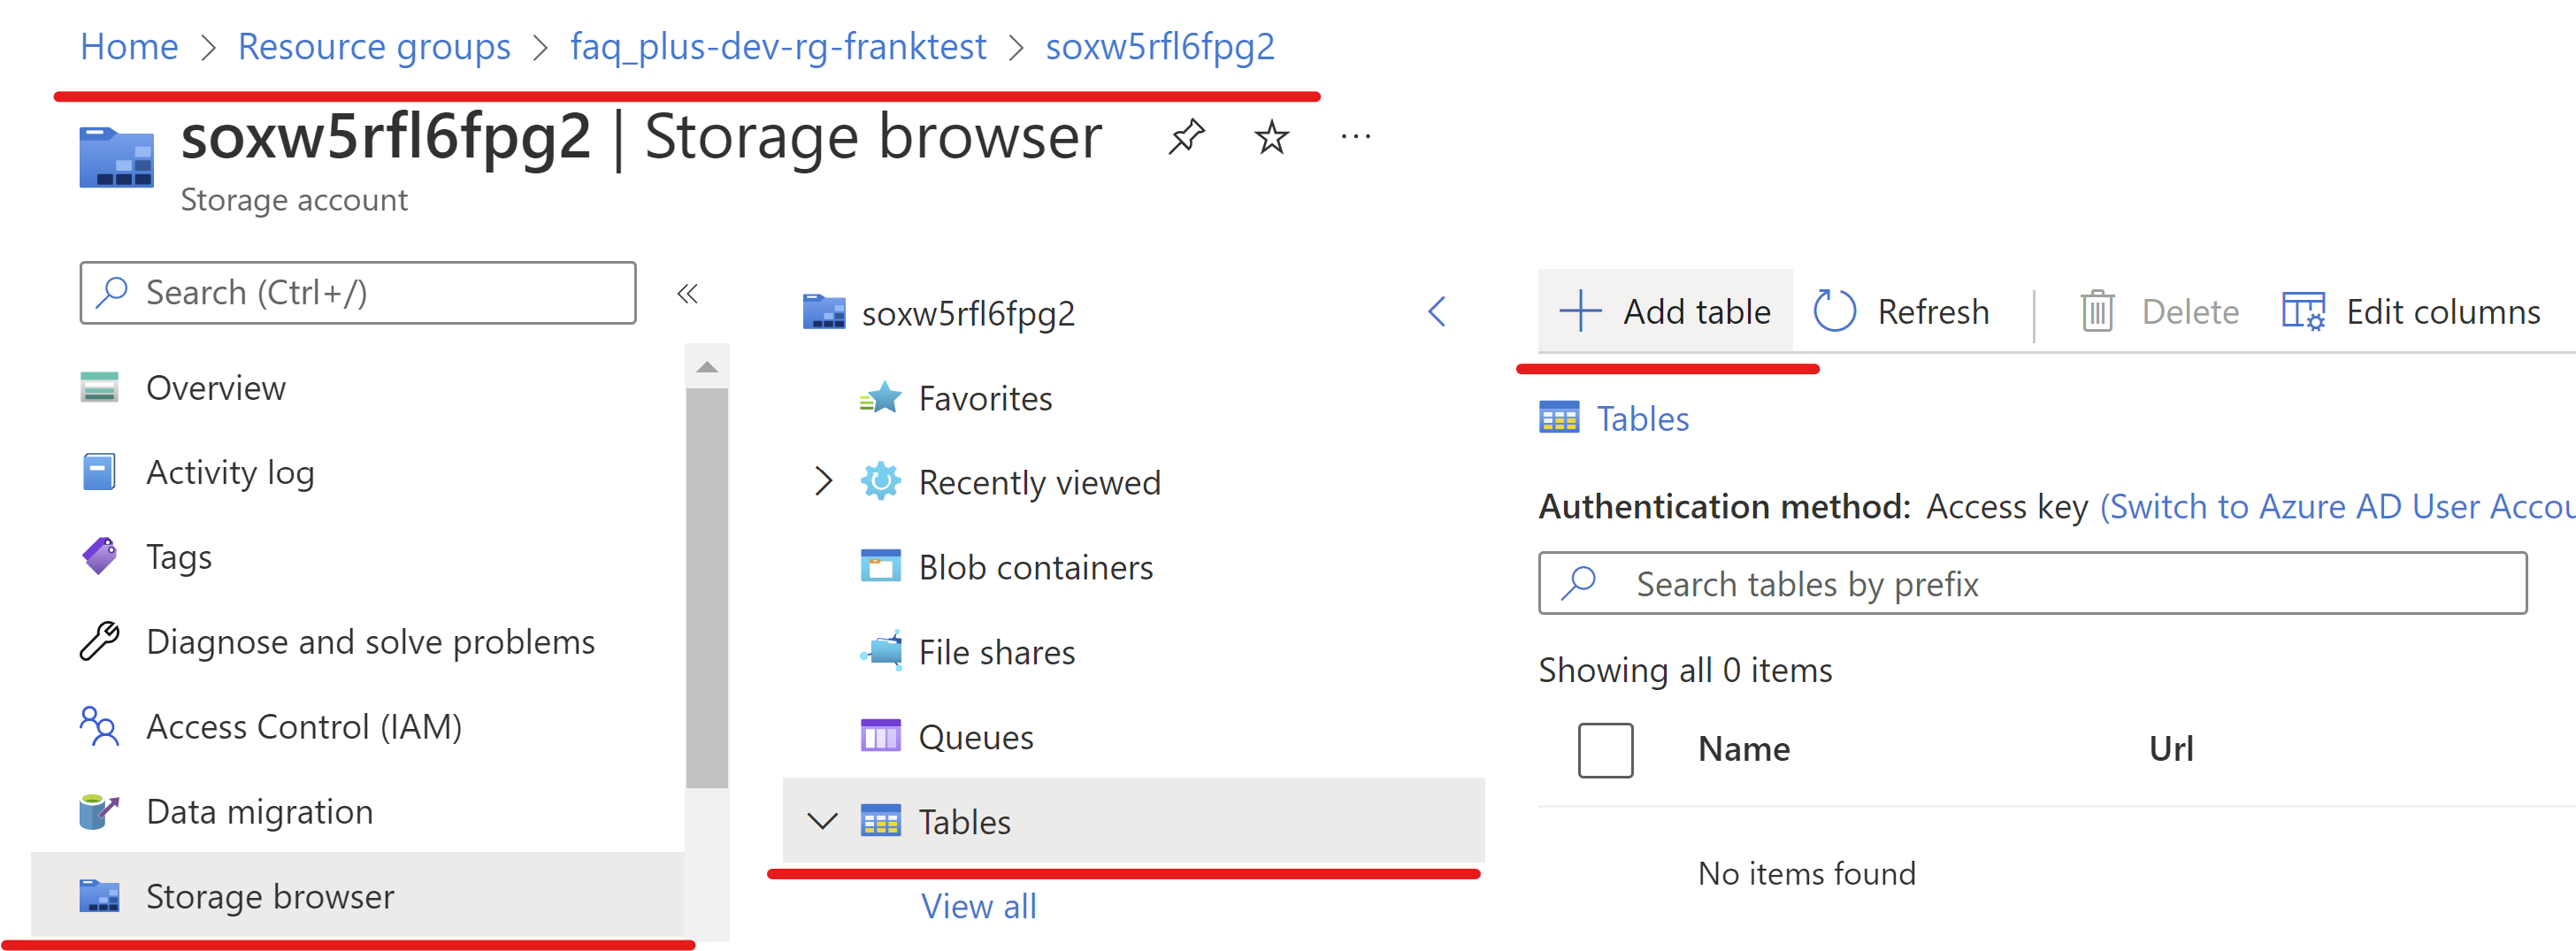 Home > Resource groups > faq_plus-dev-rg-franktest > soxw5rfl6fpg2
soxw5rfl6fpg2 | Storage browser ...
Storage account
Search (Ctrl+/)
Overview
Activity log
Tags
Diagnose and solve problems
Access Control (IAM)
Data migration
Storage browser
soxw5rfl6fpg2
Favorites
Recently viewed
Blob containers
File shares
Queues
Tables
View all
Add table Refresh | Delete Edit columns
Tables
Authentication method: Access key (Switch to Azure AD User Accou
Search tables by prefix
Showing all 0 items
Name Url
No items found